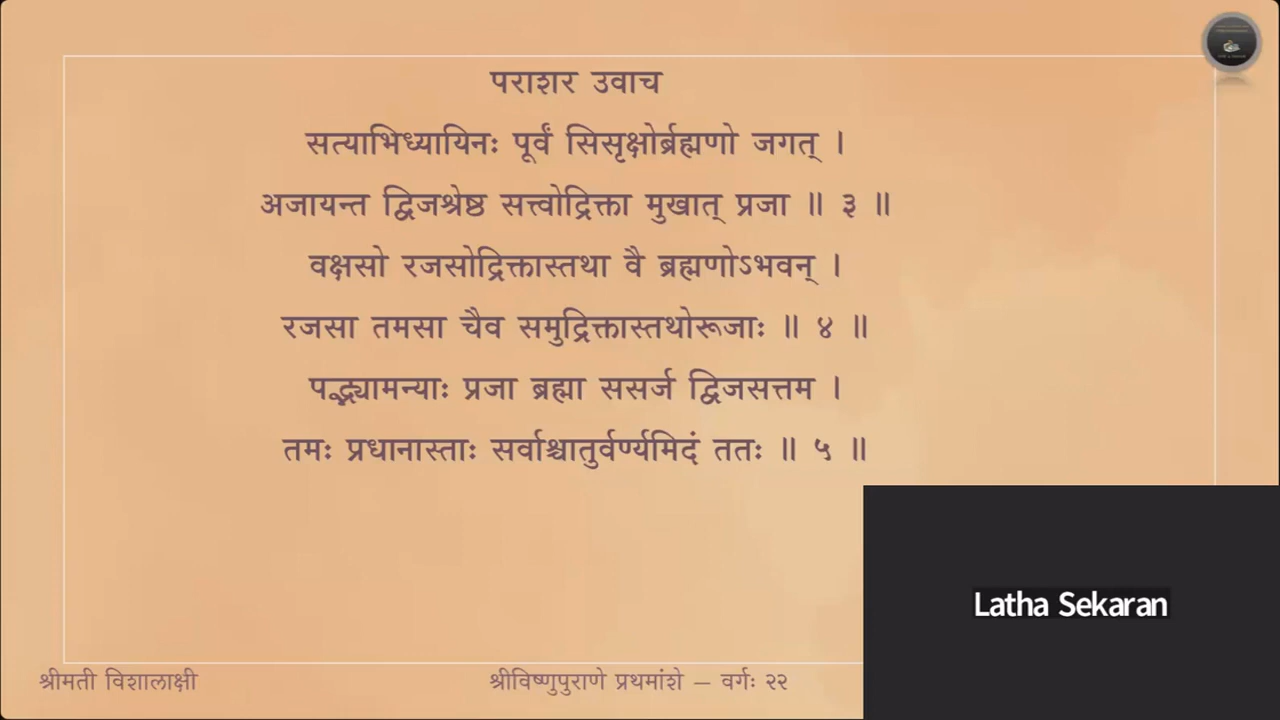 पराशर उवाच
सत्याभिध्यायिनः पूर्वं सिसृक्षोर्ब्रह्मणो जगत् ।
अजायन्त द्विजश्रेष्ठ सत्त्वोद्रिक्ता मुखात् प्रजा ॥ ३ ॥
वक्षसो रजसोद्रिक्तास्तथा वै ब्रह्मणोऽभवन् ।
रजसा तमसा चैव समुद्रिक्तास्तथोरूजाः ॥ ४ ॥
पद्भ्यामन्याः प्रजा ब्रह्मा ससर्ज द्विजसत्तम ।
तमः प्रधानास्ताः सर्वाश्चातुर्वर्ण्यमिदं ततः ॥ ५ ॥
Latha Sekaran
श्रीमती विशालाक्षी
श्रीविष्णुपुराणे प्रथमांशे – वर्गः २२